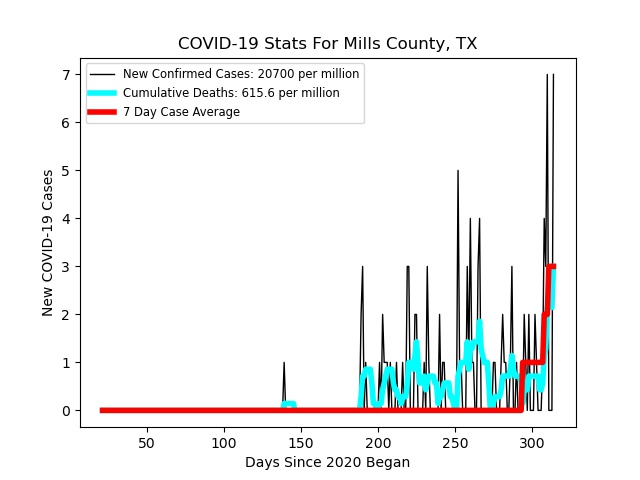 COVID-19 Stats For Mills County, TX
New Confirmed Cases: 20700 per million
Cumulative Deaths: 615.6 per million
7 Day Case Average
New COVID-19 Cases
7
6
5
4
3
2
1
0
50 100 150 200 250 300
Days Since 2020 Began